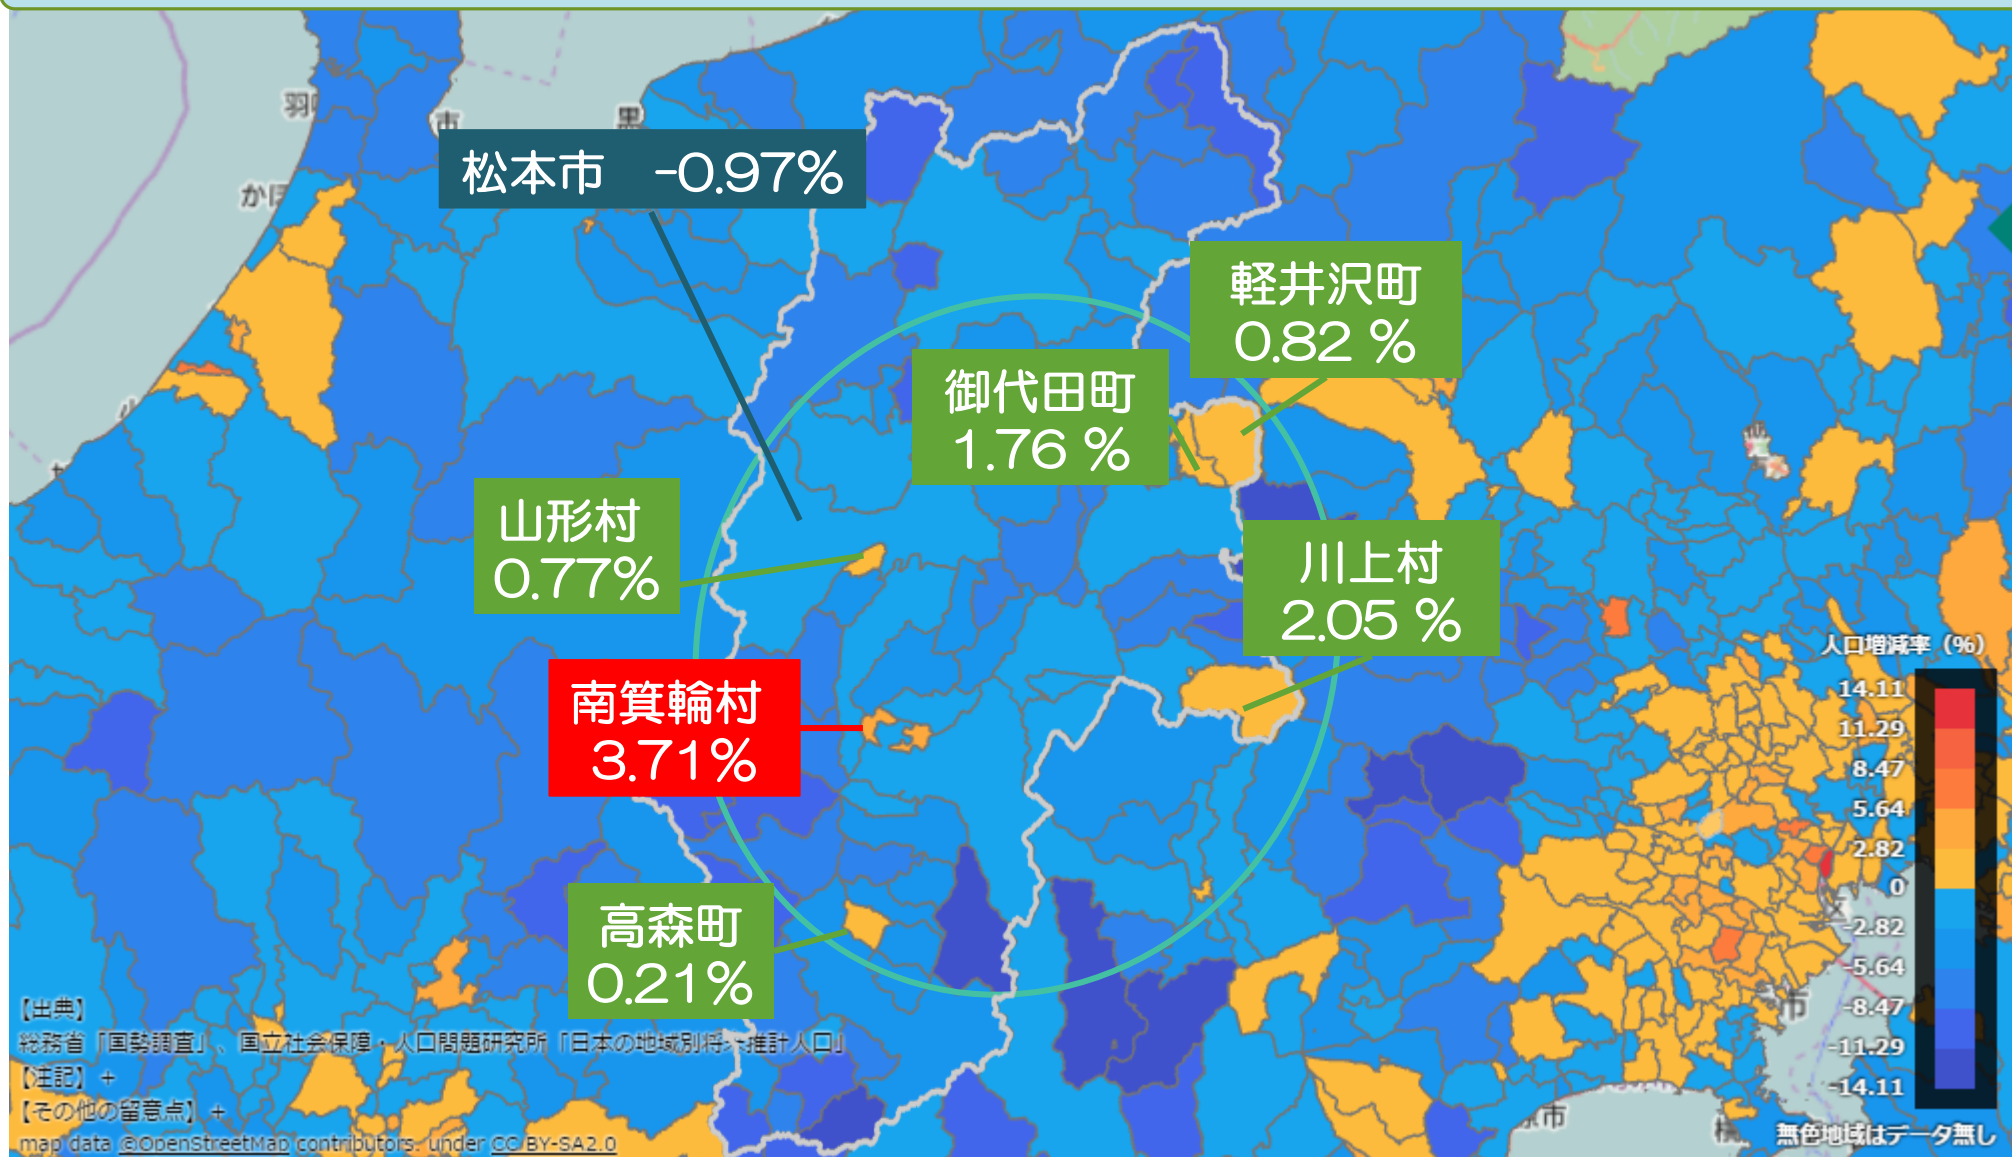 市
黒
松本市 -0.97%
軽井沢町
0.82 %
御代田町
1.76 %
山形村
0.77%
川上村
2.05 %
南箕輪村
3.71%
高森町
0.21%
人口増減率（%）
14.11
11.29
8.47
5.64
2.82
0
-2.82
-5.64
-8.47
-11.29
-14.11
無色地域はデータ無し
区
市
【出典】
総務省「国勢調査」、国立社会保障・人口問題研究所「日本の地域別将来推計人口」
【注記】+
【その他の留意点】+
map data ©OpenStreetMap contributors. under CC BY-SA2.0